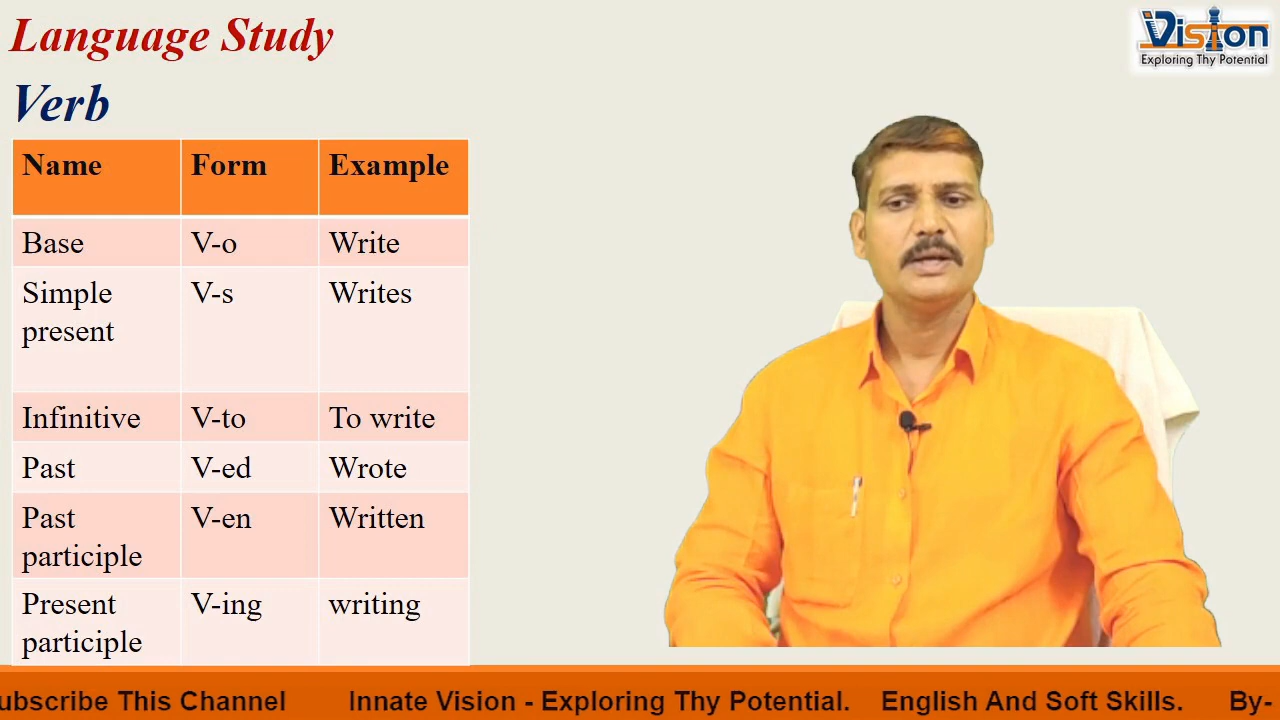 Language Study
Vision
Exploring Thy Potential
Verb
Name Form Example
Base V-o Write
Simple present V-s Writes
Infinitive V-to To write
Past V-ed Wrote
Past participle V-en Written
Present participle V-ing writing
ubscribe This Channel Innate Vision - Exploring Thy Potential. English And Soft Skills. By-